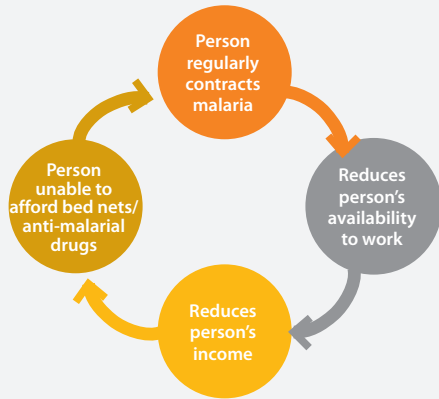 Person
regularly
contracts
malaria
Reduces
person's
availability
to work
Reduces
person's
income
Person
unable to
afford bed nets/
anti-malarial
drugs